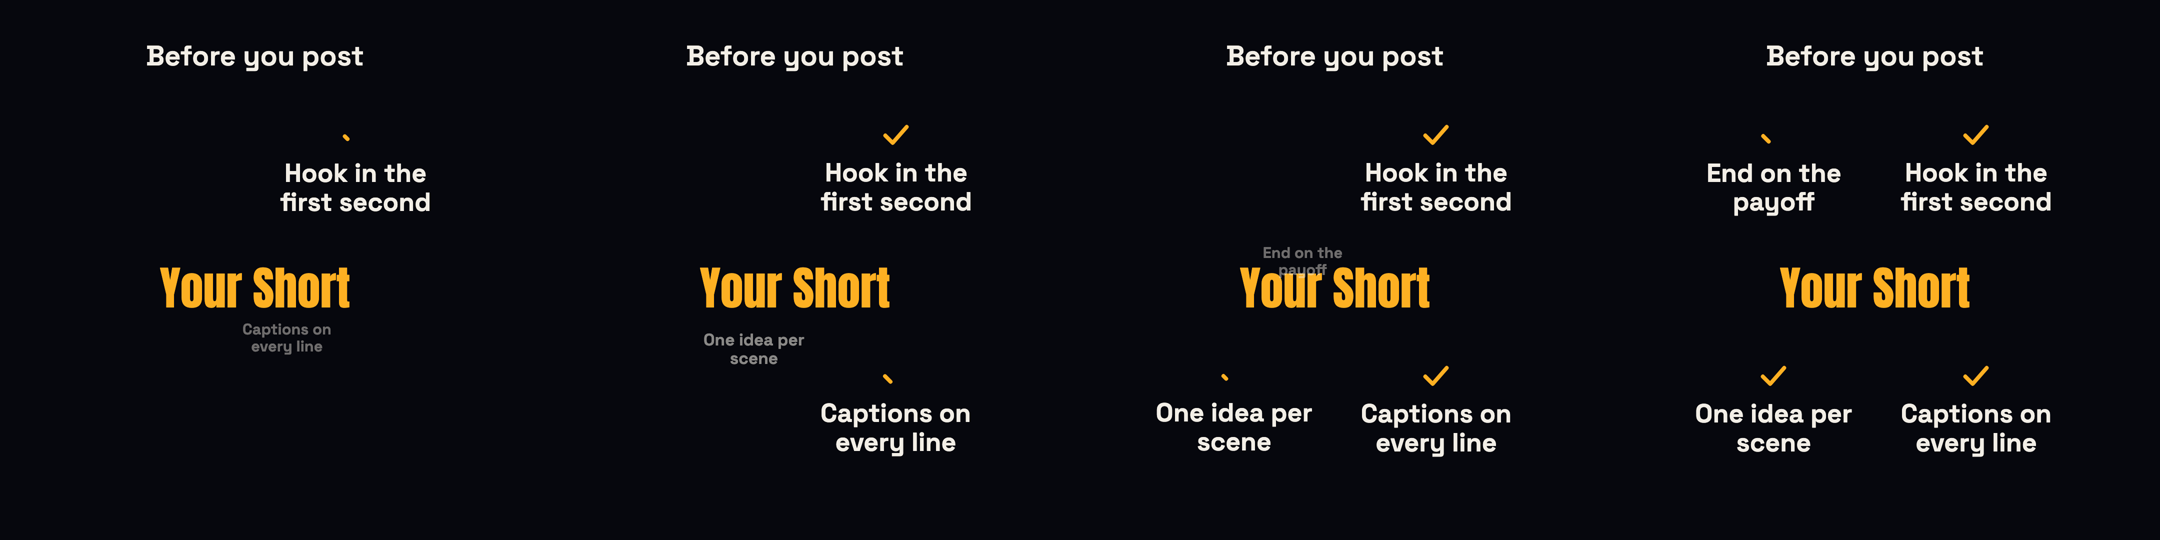 Before you post
Hook in the
first second
Your Short
Captions on
every line
Before you post
Hook in the
first second
Your Short
One idea per
scene
Captions on
every line
Before you post
Hook in the
first second
End on the
payoff
Your Short
One idea per
scene
Captions on
every line
Before you post
End on the
payoff
Hook in the
first second
Your Short
One idea per
scene
Captions on
every line